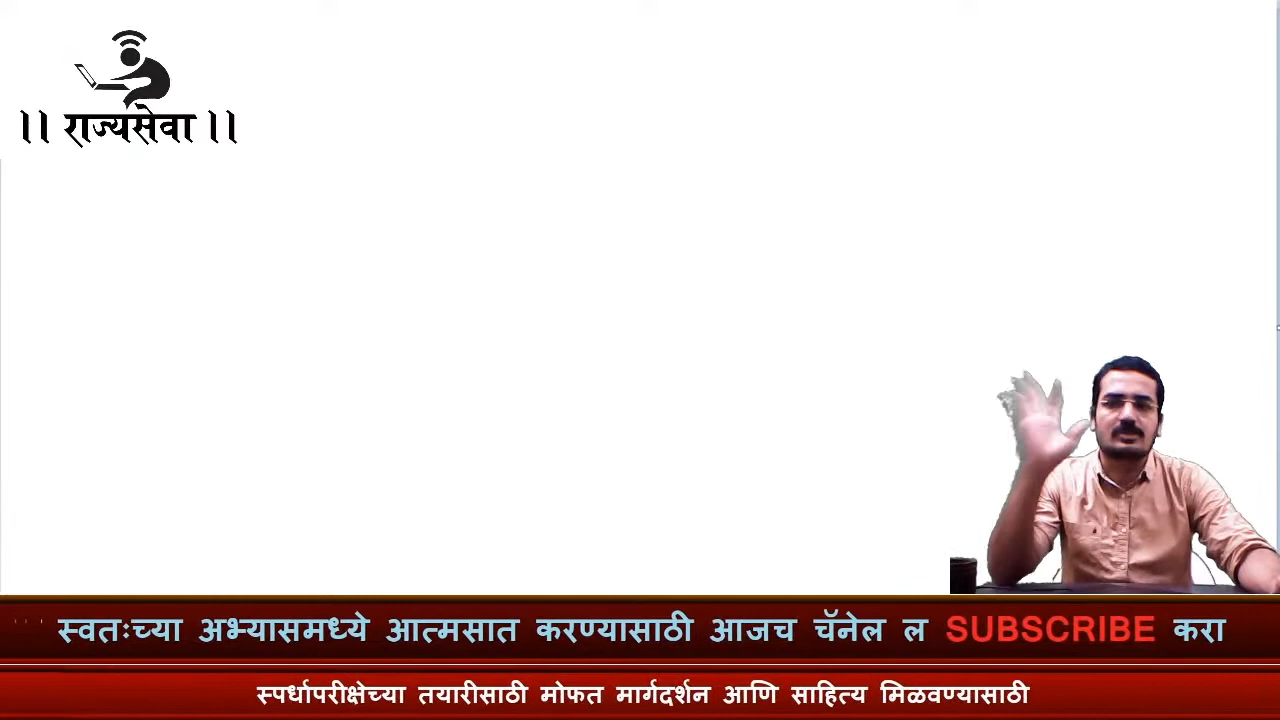 ।। राज्यसेवा ।।
स्वतःच्या अभ्यासमध्ये आत्मसात करण्यासाठी आजच चॅनेल ल SUBSCRIBE करा
स्पर्धापरीक्षेच्या तयारीसाठी मोफत मार्गदर्शन आणि साहित्य मिळवण्यासाठी